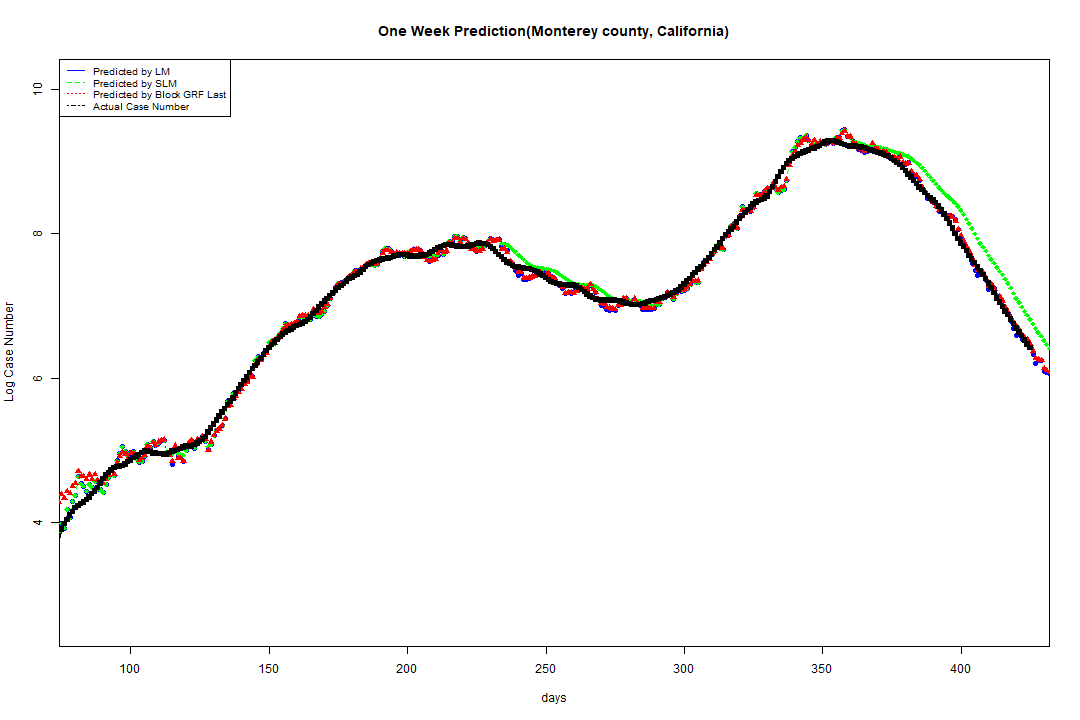 One Week Prediction(Monterey county, California)
Predicted by LM
Predicted by SLM
Predicted by Block GRF Last
Actual Case Number
10
8
6
4
Log Case Number
100 150 200 250 300 350 400
days